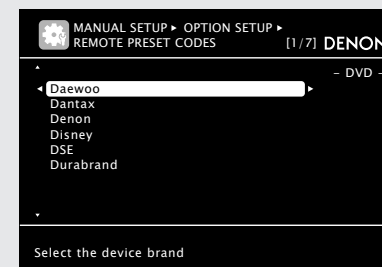 MANUAL SETUP ▸ OPTION SETUP ▸
REMOTE PRESET CODES [1/7] DENON
- DVD -
Daewoo
Dantax
Denon
Disney
DSE
Durabrand
Select the device brand